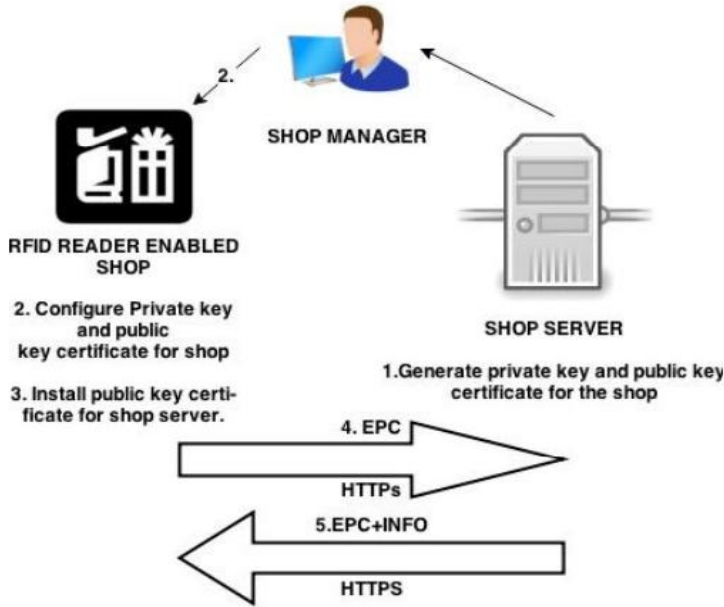 2.
SHOP MANAGER
RFID READER ENABLED
SHOP
2. Configure Private key
and public
key certificate for shop
3. Install public key certi-
ficate for shop server.
SHOP SERVER
1.Generate private key and public key
certificate for the shop
4. EPC
HTTPs
5.EPC+INFO
HTTPS